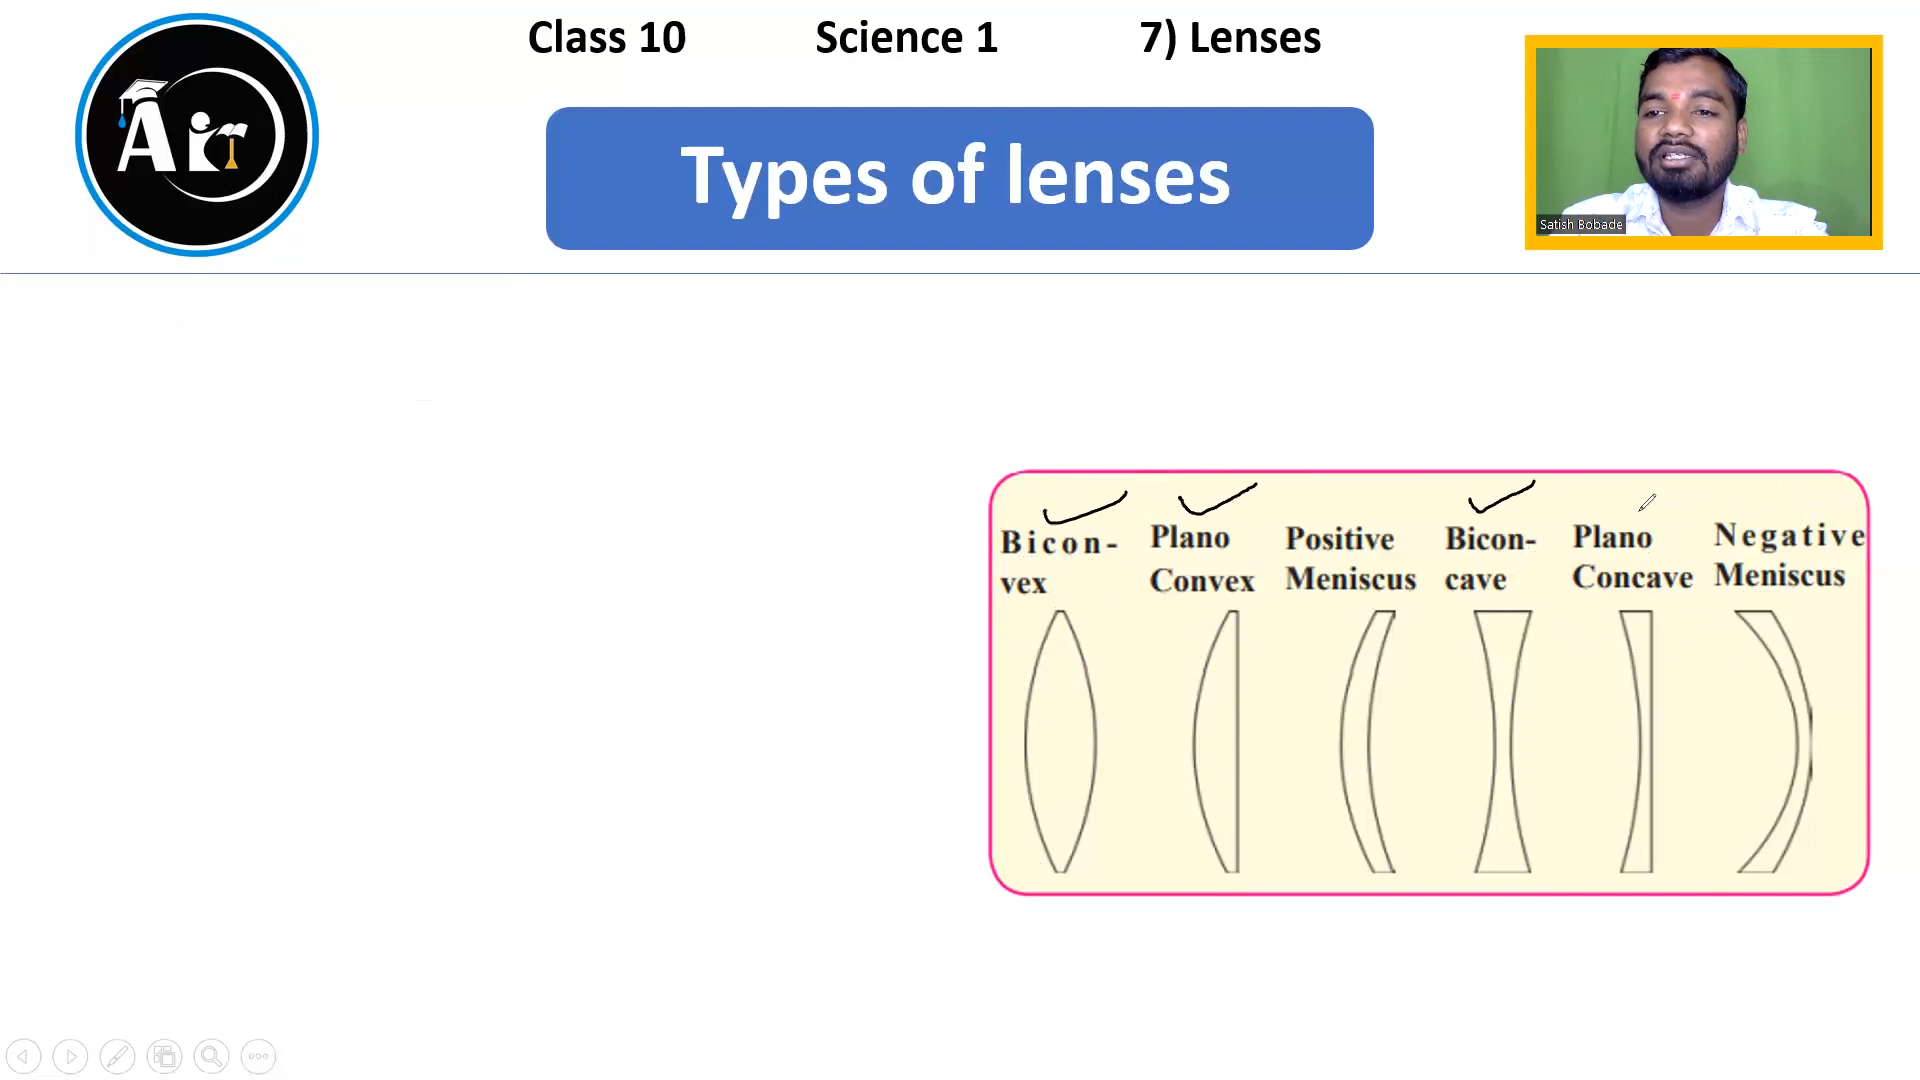 Class 10 Science 1 7) Lenses
Air
Types of lenses
Satish Bobade
Bicon-
vex
Plano
Convex
Positive
Meniscus
Bicon-
cave
Plano
Concave
Negative
Meniscus